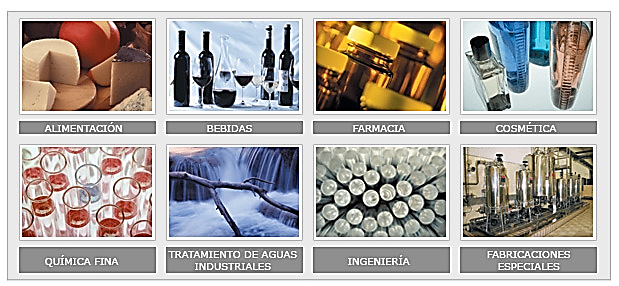 ALIMENTACIÓN
BEBIDAS
FARMACIA
COSMÉTICA
QUÍMICA FINA
TRATAMIENTO DE AGUAS
INDUSTRIALES
INGENIERÍA
FABRICACIONES
ESPECIALES